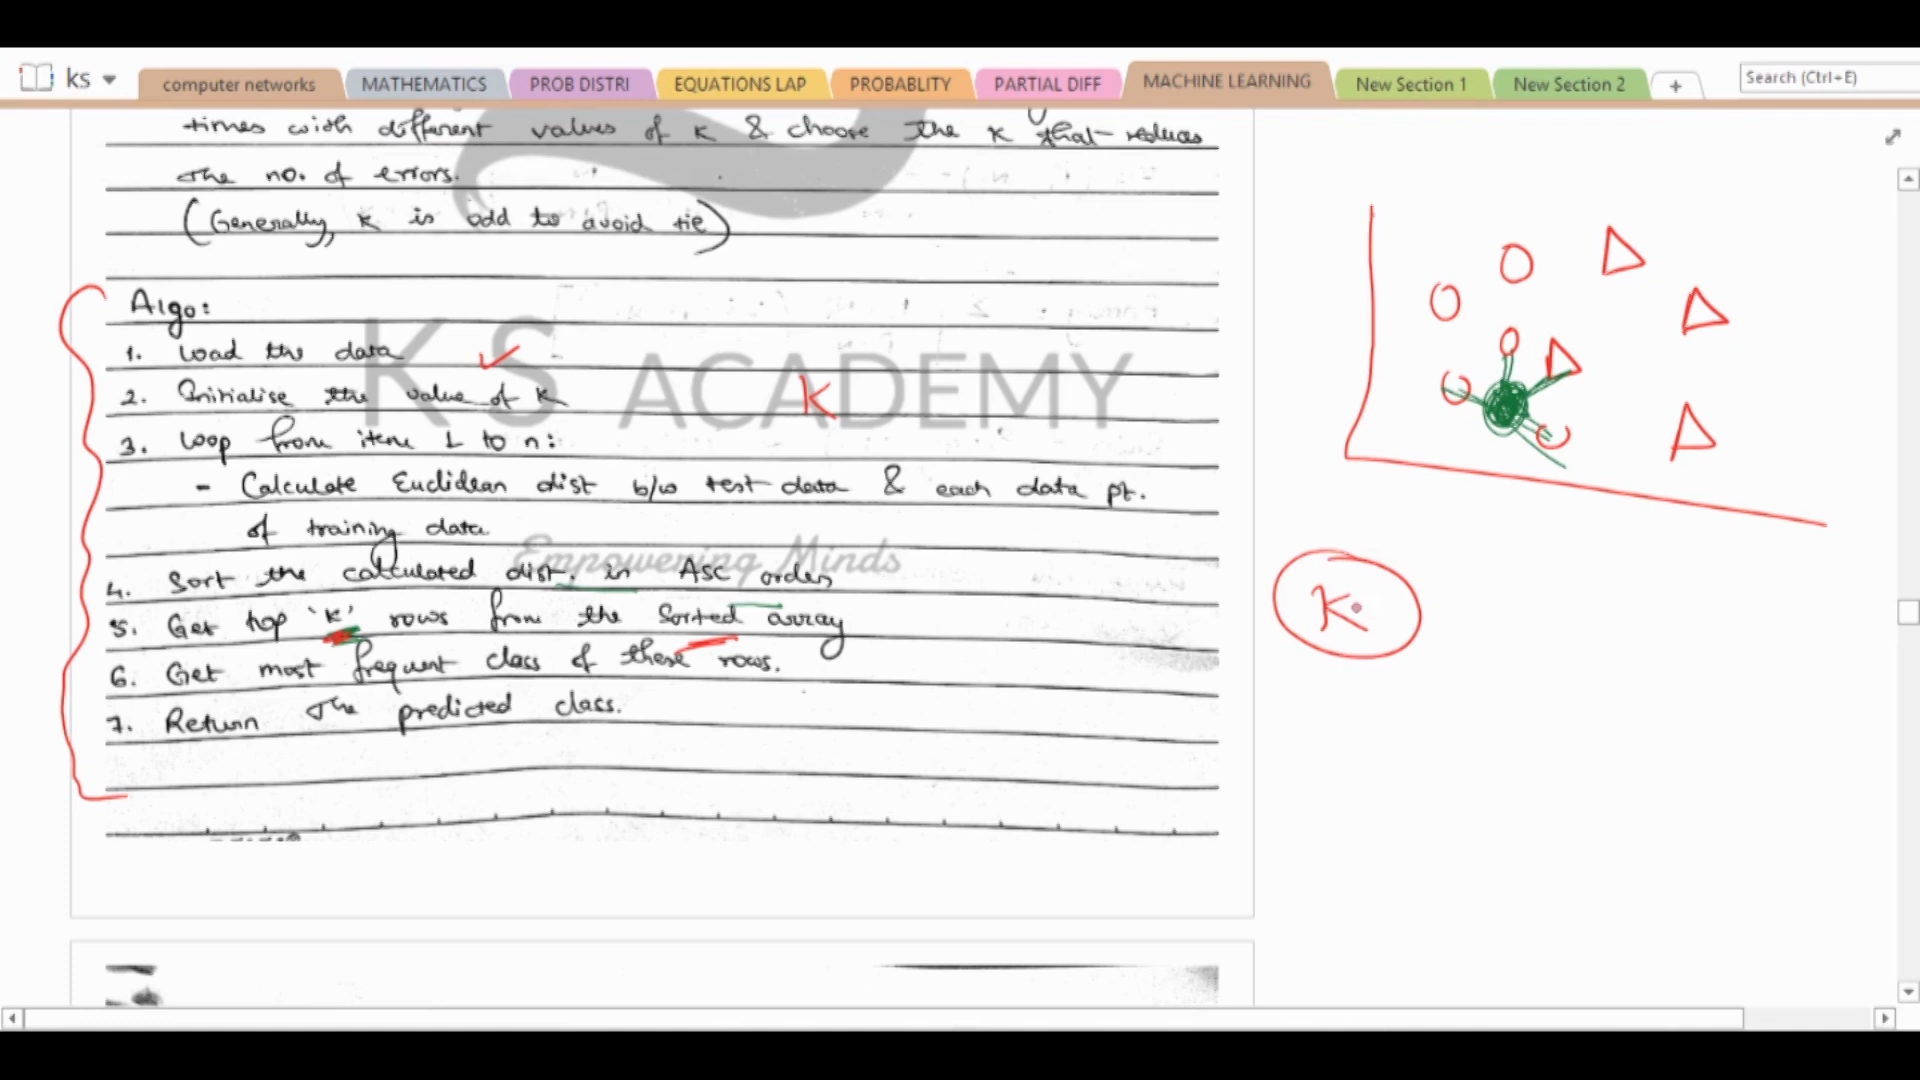 ks
computer networks
MATHEMATICS
PROB DISTRI
EQUATIONS LAP
PROBABLITY
PARTIAL DIFF
MACHINE LEARNING
New Section 1
New Section 2
+
Search (Ctrl+E)
times with different values of K & choose the K that reduces
the no. of errors.
(Generally, K is odd to avoid tie)
Algo:
1. Load the data
2. Initialise the value of K
K
3. Loop from item 1 to n:
- Calculate Euclidean dist b/w test data & each data pt.
of training data
4. Sort the calculated dist. in Asc order
5. Get top 'K' rows from the sorted array
6. Get most frequent class of these rows.
7. Return the predicted class.
KS ACADEMY
Empowering Minds
K